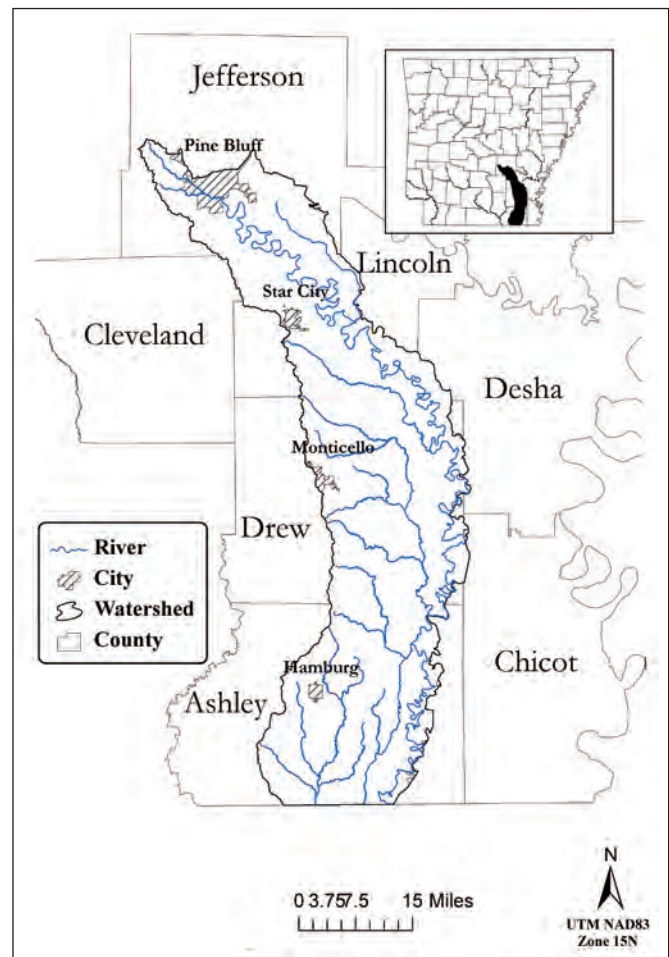 Jefferson
Pine Bluff
Lincoln
Star City
Cleveland
Desha
Monticello
Drew
River
City
Watershed
County
Hamburg
Chicot
Ashley
N
0 3.75 7.5 15 Miles
UTM NAD83
Zone 15N